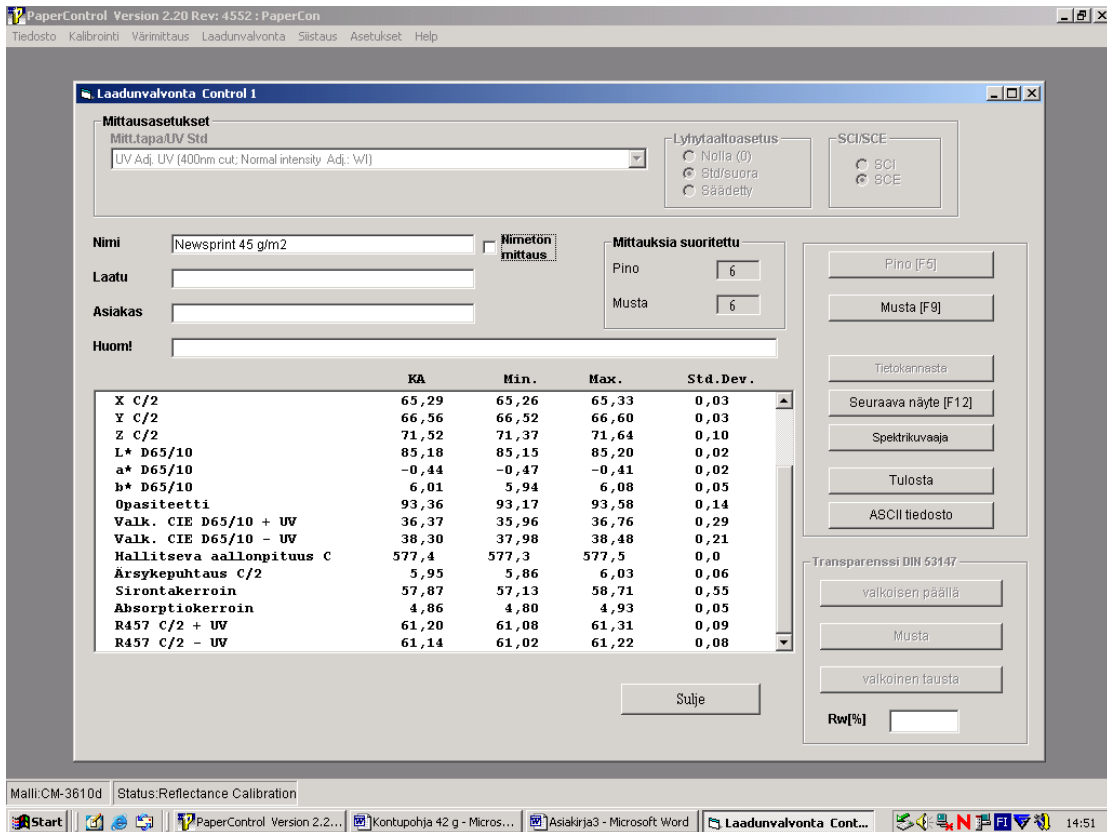 PaperControl Version 2.20 Rev: 4552 : PaperCon
Tiedosto Kalibrointi Värimittaus Laadunvalvonta Siistaus Asetukset Help
Laadunvalvonta Control 1
Mittausasetukset
Mitt.tapa/UV Std
UV Adj. UV (400nm cut; Normal intensity Adj.: WI)
Lyhytaaltoasetus
Nolla (0)
Std/suora
Säädetty
SCI/SCE
SCI
SCE
Nimi Newsprint 45 g/m2
Nimetön
mittaus
Laatu
Asiakas
Huom!
Mittauksia suoritettu
Pino 6
Musta 6
Pino [F5]
Musta [F9]
Tietokannasta
Seuraava näyte [F12]
Spektrikuvaaja
Tulosta
ASCII tiedosto
KA Min. Max. Std.Dev.
X C/2 65,29 65,26 65,33 0,03
Y C/2 66,56 66,52 66,60 0,03
Z C/2 71,52 71,37 71,64 0,10
L* D65/10 85,18 85,15 85,20 0,02
a* D65/10 -0,44 -0,47 -0,41 0,02
b* D65/10 6,01 5,94 6,08 0,05
Opasiteetti 93,36 93,17 93,58 0,14
Valk. CIE D65/10 + UV 36,37 35,96 36,76 0,29
Valk. CIE D65/10 - UV 38,30 37,98 38,48 0,21
Hallitseva aallonpituus C 577,4 577,3 577,5 0,0
Ärsykepuhtaus C/2 5,95 5,86 6,03 0,06
Sirontakerroin 57,87 57,13 58,71 0,55
Absorptiokerroin 4,86 4,80 4,93 0,05
R457 C/2 + UV 61,20 61,08 61,31 0,09
R457 C/2 - UV 61,14 61,02 61,22 0,08
Transparenssi DIN 53147
valkoisen päällä
Musta
valkoinen tausta
Rw[%]
Sulje
Malli:CM-3610d Status:Reflectance Calibration
Start PaperControl Version 2.2... Kontupohja 42 g - Micros... Asiakirja3 - Microsoft Word Laadunvalvonta Cont... N FI 14:51